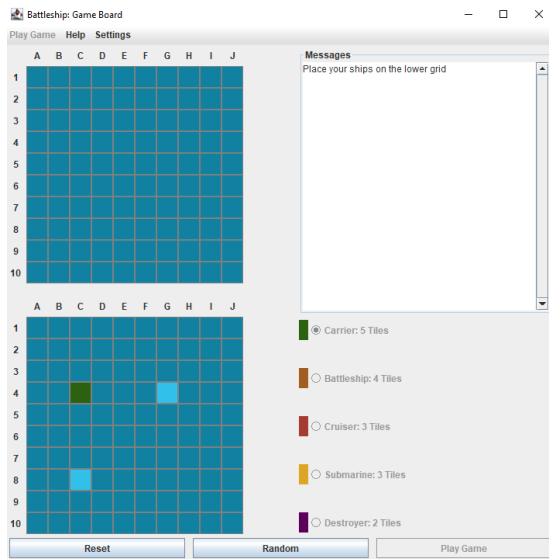 Battleship: Game Board
Play Game Help Settings
A B C D E F G H I J
1
2
3
4
5
6
7
8
9
10
Messages
Place your ships on the lower grid
A B C D E F G H I J
1
2
3
4
5
6
7
8
9
10
Carrier: 5 Tiles
Battleship: 4 Tiles
Cruiser: 3 Tiles
Submarine: 3 Tiles
Destroyer: 2 Tiles
Reset Random Play Game